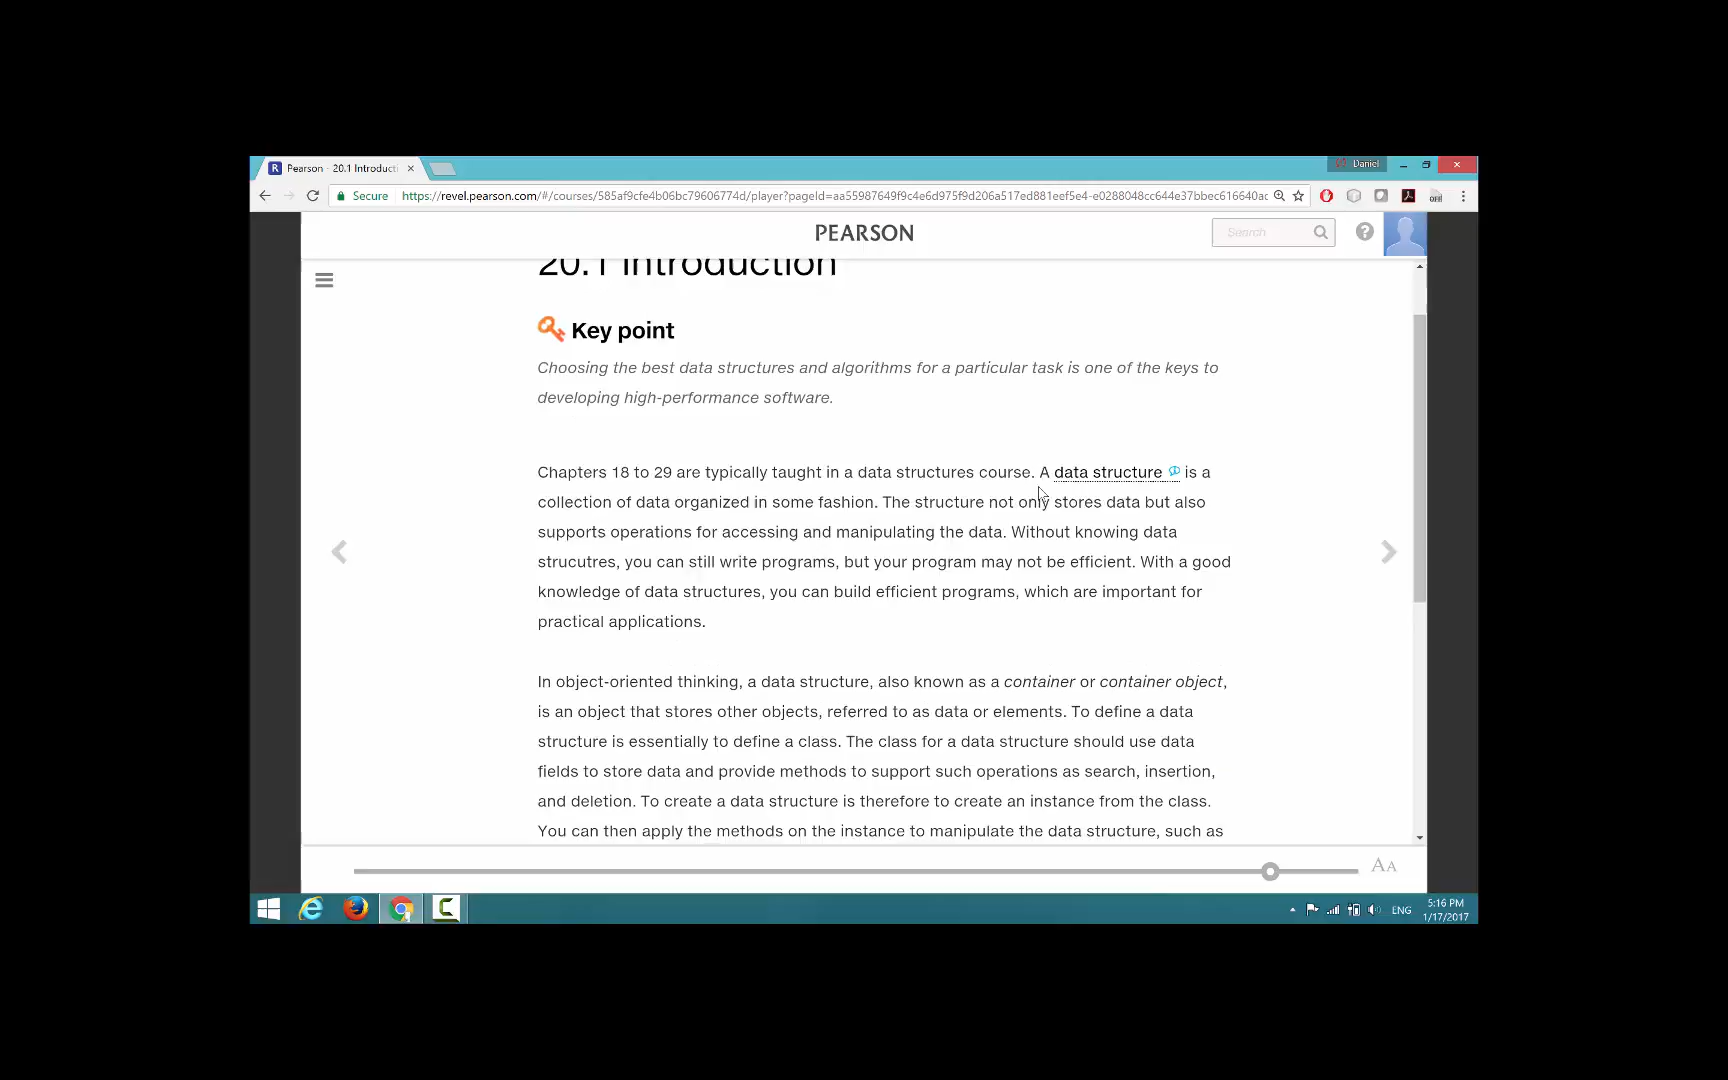 Pearson - 20.1 Introducti
Daniel
Secure
https://revel.pearson.com/#/courses/585af9cfe4b06bc79606774d/player?pageId=aa55987649f9c4e6d975f9d206a517ed881eef5e4-e0288048cc644e37bbec616640ac
OFF
PEARSON
Search
20.1 Introduction
Key point
Choosing the best data structures and algorithms for a particular task is one of the keys to
developing high-performance software.
Chapters 18 to 29 are typically taught in a data structures course. A data structure is a
collection of data organized in some fashion. The structure not only stores data but also
supports operations for accessing and manipulating the data. Without knowing data
strucutres, you can still write programs, but your program may not be efficient. With a good
knowledge of data structures, you can build efficient programs, which are important for
practical applications.
In object-oriented thinking, a data structure, also known as a container or container object,
is an object that stores other objects, referred to as data or elements. To define a data
structure is essentially to define a class. The class for a data structure should use data
fields to store data and provide methods to support such operations as search, insertion,
and deletion. To create a data structure is therefore to create an instance from the class.
You can then apply the methods on the instance to manipulate the data structure, such as
AA
ENG
5:16 PM
1/17/2017